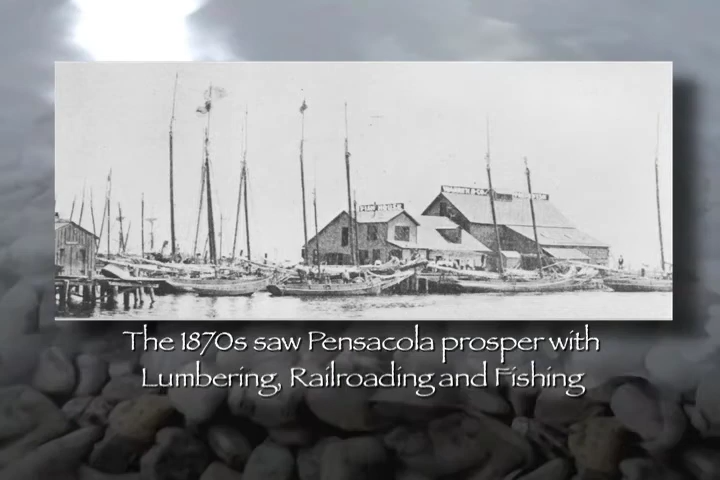 The 1870s saw Pensacola prosper with
Lumbering, Railroading and Fishing